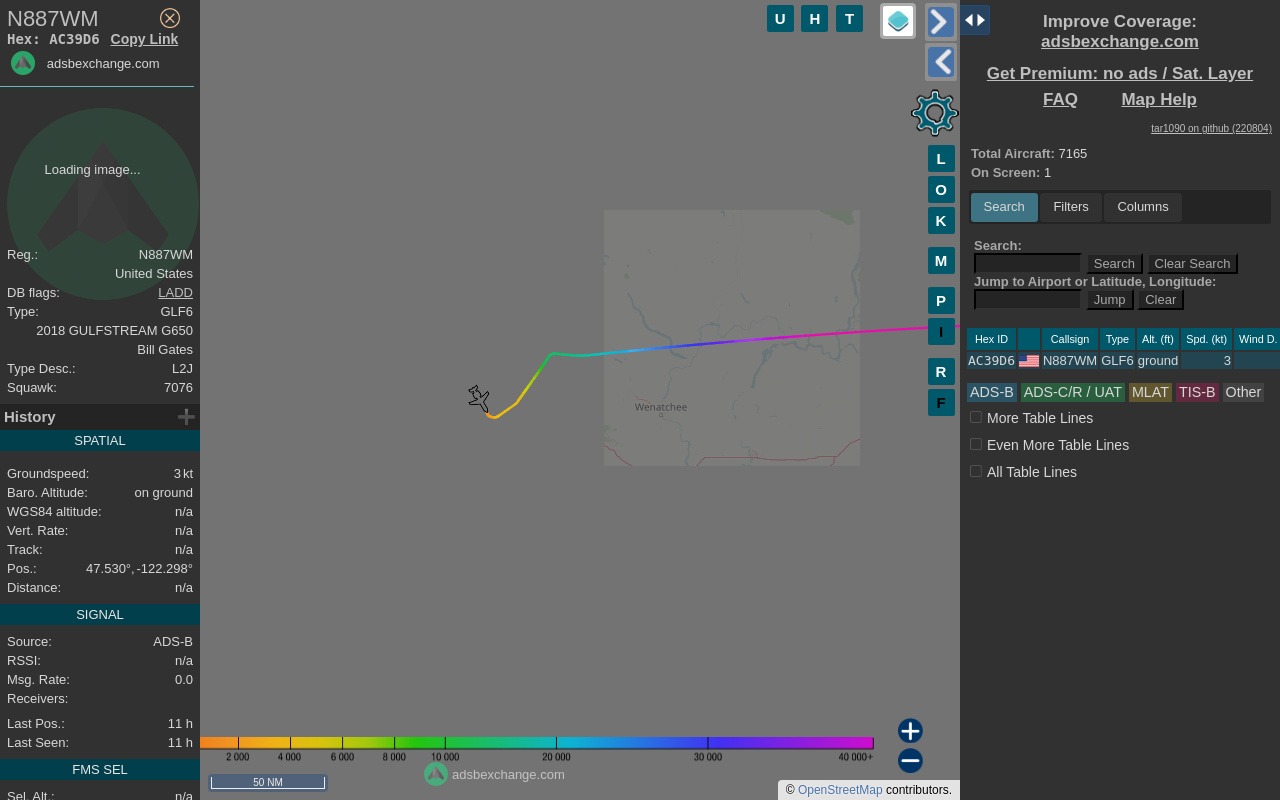 N887WM
Hex: AC39D6 Copy Link
adsbexchange.com
Loading image...
Reg.: N887WM
United States
DB flags: LADD
Type: GLF6
2018 GULFSTREAM G650
Bill Gates
Type Desc.: L2J
Squawk: 7076
History
SPATIAL
Groundspeed: 3 kt
Baro. Altitude: on ground
WGS84 altitude: n/a
Vert. Rate: n/a
Track: n/a
Pos.: 47.530°, -122.298°
Distance: n/a
SIGNAL
Source: ADS-B
RSSI: n/a
Msg. Rate: 0.0
Receivers:
Last Pos.: 11 h
Last Seen: 11 h
FMS SEL
Sel. Alt.: n/a
U H T
L
O
K
M
P
I
R
F
Wenatchee
2 000 4 000 6 000 8 000 10 000 20 000 30 000 40 000+
adsbexchange.com
50 NM
© OpenStreetMap contributors.
Improve Coverage:
adsbexchange.com
Get Premium: no ads / Sat. Layer
FAQ Map Help
tar1090 on github (220804)
Total Aircraft: 7165
On Screen: 1
Search Filters Columns
Search:
Search Clear Search
Jump to Airport or Latitude, Longitude:
Jump Clear
Hex ID Callsign Type Alt. (ft) Spd. (kt) Wind D.
AC39D6 N887WM GLF6 ground 3
ADS-B ADS-C/R / UAT MLAT TIS-B Other
More Table Lines
Even More Table Lines
All Table Lines